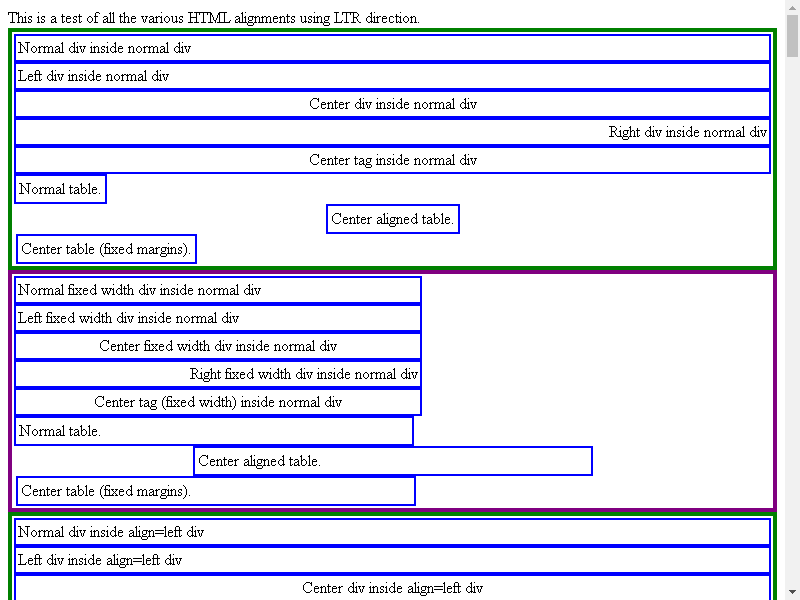 This is a test of all the various HTML alignments using LTR direction.
Normal div inside normal div
Left div inside normal div
Center div inside normal div
Right div inside normal div
Center tag inside normal div
Normal table.
Center aligned table.
Center table (fixed margins).
Normal fixed width div inside normal div
Left fixed width div inside normal div
Center fixed width div inside normal div
Right fixed width div inside normal div
Center tag (fixed width) inside normal div
Normal table.
Center aligned table.
Center table (fixed margins).
Normal div inside align=left div
Left div inside align=left div
Center div inside align=left div